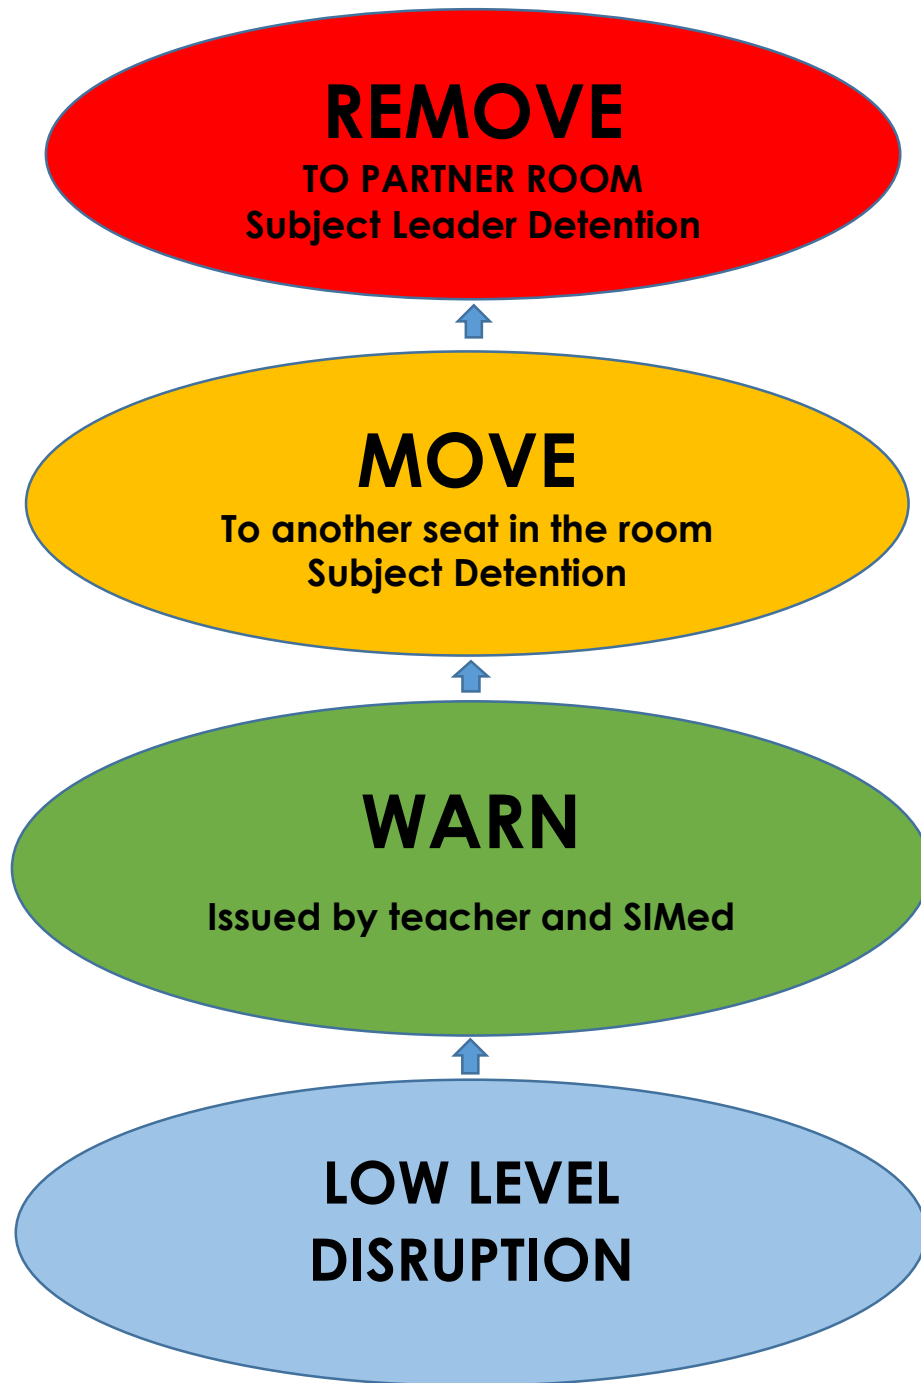 REMOVE
TO PARTNER ROOM
Subject Leader Detention
MOVE
To another seat in the room
Subject Detention
WARN
Issued by teacher and SIMed
LOW LEVEL
DISRUPTION